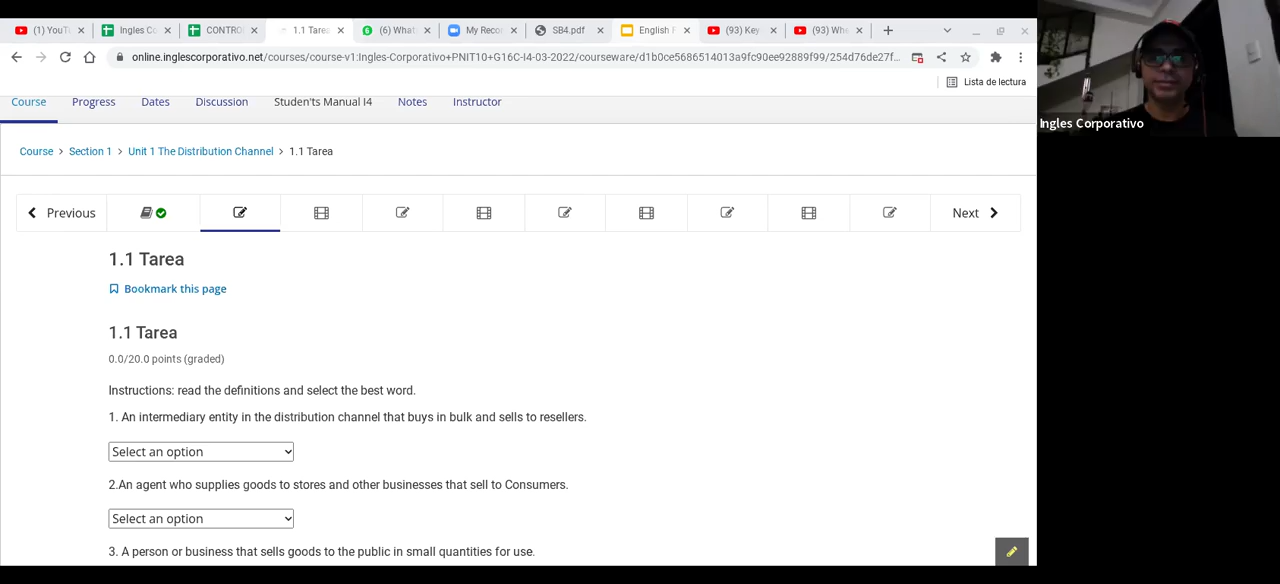 (1) YouT
Ingles Co
CONTRO
1.1 Tarea
(6) What
My Reco
SB4.pdf
English F
(93) Key
(93) Whe
online.inglescorporativo.net/courses/course-v1:Ingles-Corporativo+PNIT10+G16C-I4-03-2022/courseware/d1b0ce5686514013a9fc90ee92889f99/254d76de27f...
Lista de lectura
Course Progress Dates Discussion Studen'ts Manual I4 Notes Instructor
Course > Section 1 > Unit 1 The Distribution Channel > 1.1 Tarea
Previous
Next
1.1 Tarea
Bookmark this page
1.1 Tarea
0.0/20.0 points (graded)
Instructions: read the definitions and select the best word.
1. An intermediary entity in the distribution channel that buys in bulk and sells to resellers.
Select an option
2.An agent who supplies goods to stores and other businesses that sell to Consumers.
Select an option
3. A person or business that sells goods to the public in small quantities for use.
Ingles Corporativo